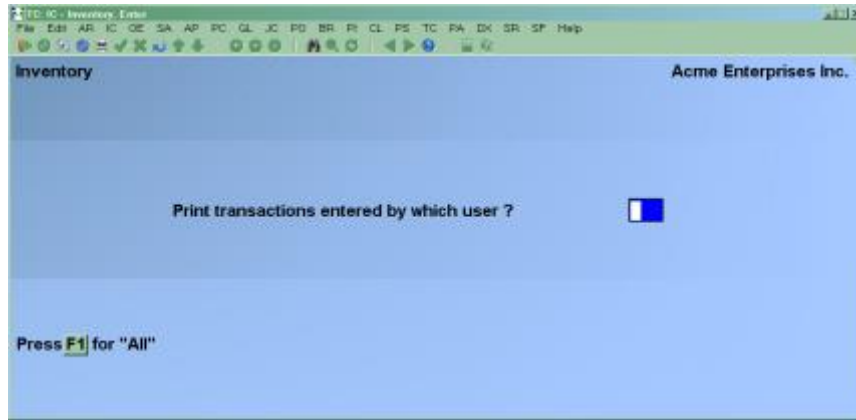 ITC: IC - Inventory, Enter
File Edit AR IC OE SA AP PC GL JC PO BR PI CL PS TC PA DX SR SF Help
Inventory
Acme Enterprises Inc.
Print transactions entered by which user ?
Press F1 for "All"